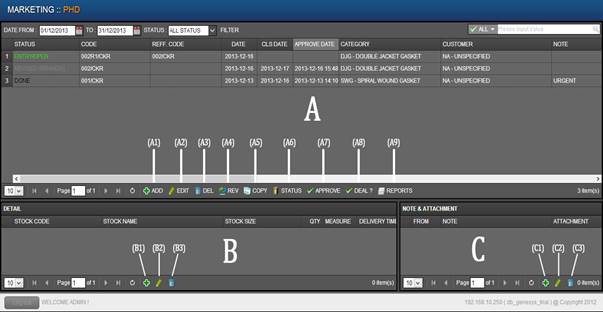 MARKETING :: PHD
DATE FROM : 01/12/2013 TO : 31/12/2013 STATUS : ALL STATUS FILTER ALL
STATUS CODE REFF. CODE DATE CLS DATE APPROVE DATE CATEGORY CUSTOMER NOTE
1 002R1/CKR 002/CKR 2013-12-16 DJG - DOUBLE JACKET GASKET NA - UNSPECIFIED
2 002/CKR 2013-12-16 2013-12-17 2013-12-16 15:48 DJG - DOUBLE JACKET GASKET NA - UNSPECIFIED
3 DONE 001/CKR 2013-12-13 2013-12-16 2013-12-13 14:10 SWG - SPIRAL WOUND GASKET NA - UNSPECIFIED URGENT
A
(A1) (A2) (A3) (A4) (A5) (A6) (A7) (A8) (A9)
10 Page 1 of 1 ADD EDIT DEL REV COPY STATUS APPROVE DEAL ? REPORTS 3 item(s)
DETAIL
STOCK CODE STOCK NAME STOCK SIZE QTY MEASURE DELIVERY TIM
B
(B1) (B2) (B3)
10 Page 1 of 1 0 item(s)
NOTE & ATTACHMENT
FROM NOTE ATTACHMENT
C
(C1) (C2) (C3)
10 Page 1 of 1 0 item(s)
WELCOME ADMIN ! 192.168.10.250 ( db_genesys_trial ) @ Copyright 2012